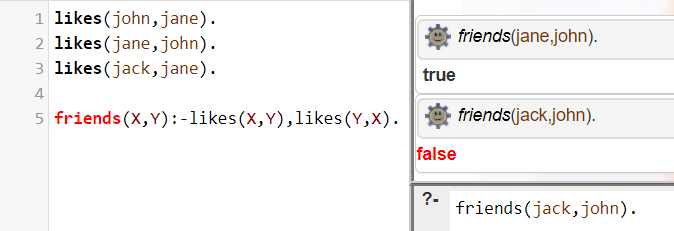 1 likes(john,jane).
2 likes(jane,john).
3 likes(jack,jane).
4
5 friends(X,Y):-likes(X,Y),likes(Y,X).
friends(jane,john).
true
friends(jack,john).
false
?- friends(jack,john).